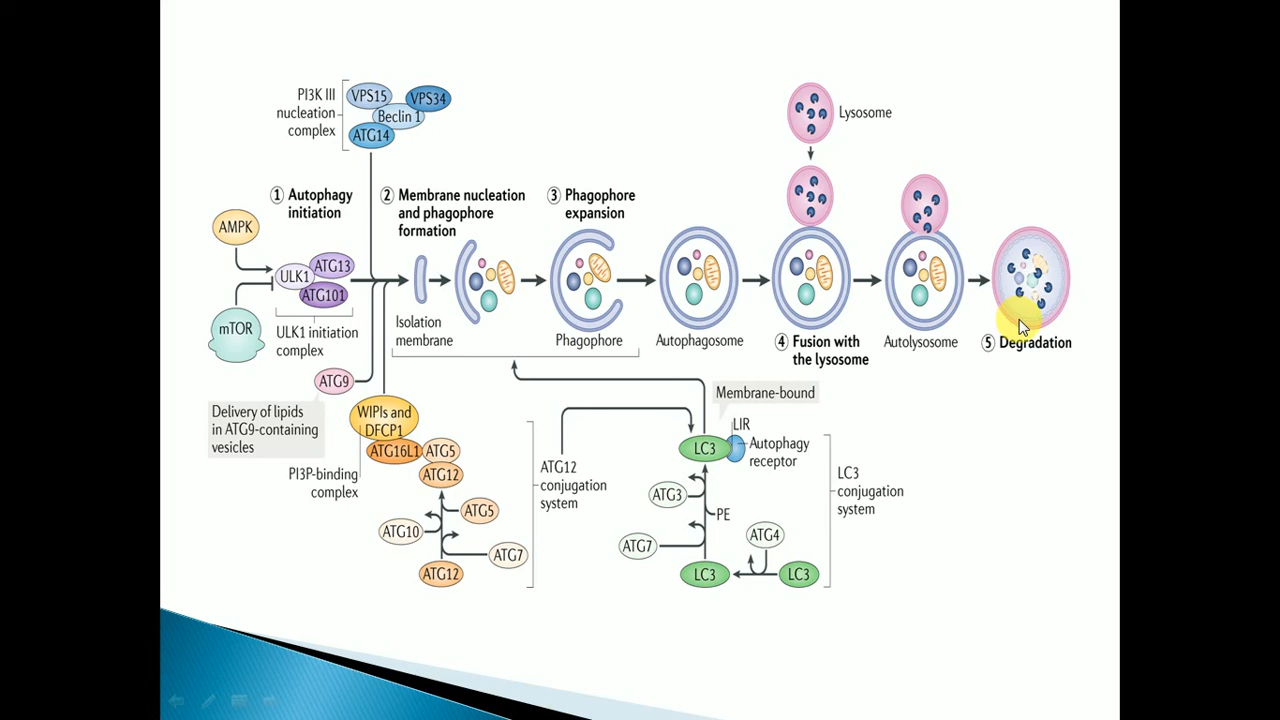 PI3K III
nucleation
complex
VPS15
VPS34
Beclin 1
ATG14
Lysosome
① Autophagy
initiation
② Membrane nucleation
and phagophore
formation
③ Phagophore
expansion
AMPK
ULK1
ATG13
ATG101
mTOR
ULK1 initiation
complex
Isolation
membrane
Phagophore
Autophagosome
④ Fusion with
the lysosome
Autolysosome
⑤ Degradation
ATG9
Delivery of lipids
in ATG9-containing
vesicles
WIPIs and
DFCP1
ATG16L1
ATG5
ATG12
PI3P-binding
complex
ATG5
ATG10
ATG7
ATG12
ATG12
conjugation
system
Membrane-bound
LIR
LC3
Autophagy
receptor
ATG3
PE
ATG7
ATG4
LC3
LC3
LC3
conjugation
system